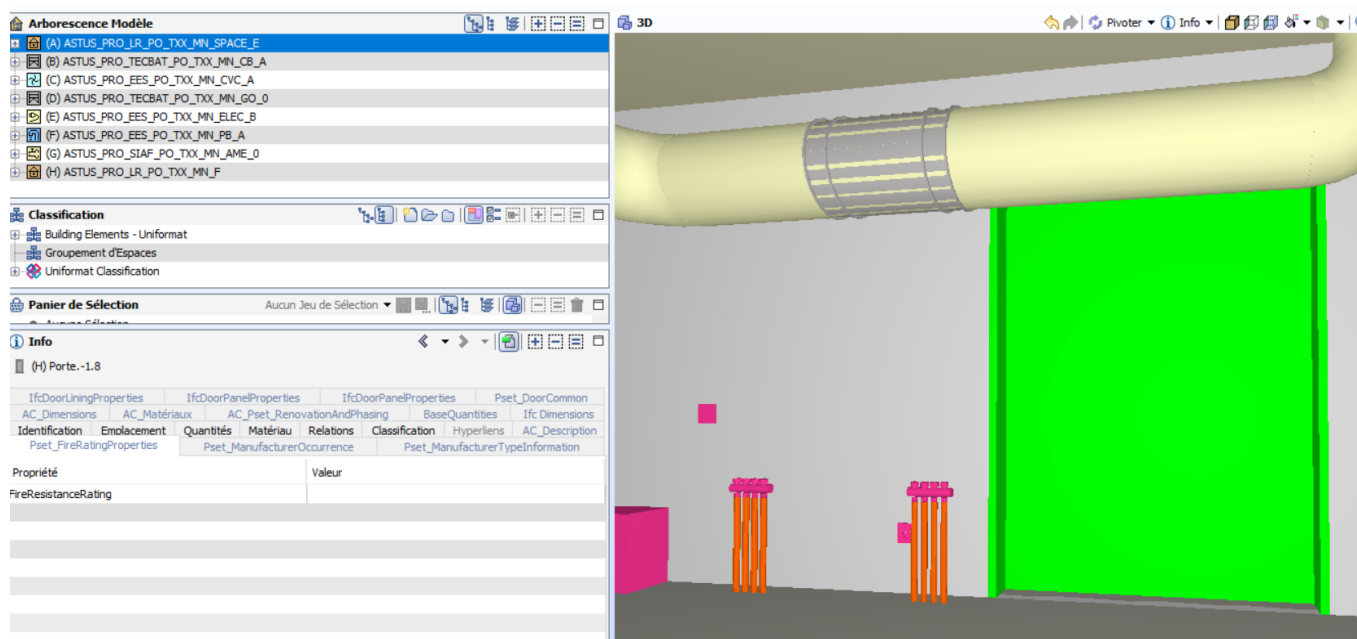 Arborescence Modèle
(A) ASTUS_PRO_LR_PO_TXX_MN_SPACE_E
(B) ASTUS_PRO_TECBAT_PO_TXX_MN_CB_A
(C) ASTUS_PRO_EES_PO_TXX_MN_CVC_A
(D) ASTUS_PRO_TECBAT_PO_TXX_MN_GO_0
(E) ASTUS_PRO_EES_PO_TXX_MN_ELEC_B
(F) ASTUS_PRO_EES_PO_TXX_MN_PB_A
(G) ASTUS_PRO_SIAF_PO_TXX_MN_AME_0
(H) ASTUS_PRO_LR_PO_TXX_MN_F
Classification
Building Elements - Uniformat
Groupement d'Espaces
Uniformat Classification
Panier de Sélection Aucun Jeu de Sélection
Info
(H) Porte.-1.8
IfcDoorLiningProperties IfcDoorPanelProperties IfcDoorPanelProperties Pset_DoorCommon
AC_Dimensions AC_Matériaux AC_Pset_RenovationAndPhasing BaseQuantities Ifc Dimensions
Identification Emplacement Quantités Matériau Relations Classification Hyperliens AC_Description
Pset_FireRatingProperties Pset_ManufacturerOccurrence Pset_ManufacturerTypeInformation
Propriété Valeur
FireResistanceRating
3D Pivoter Info